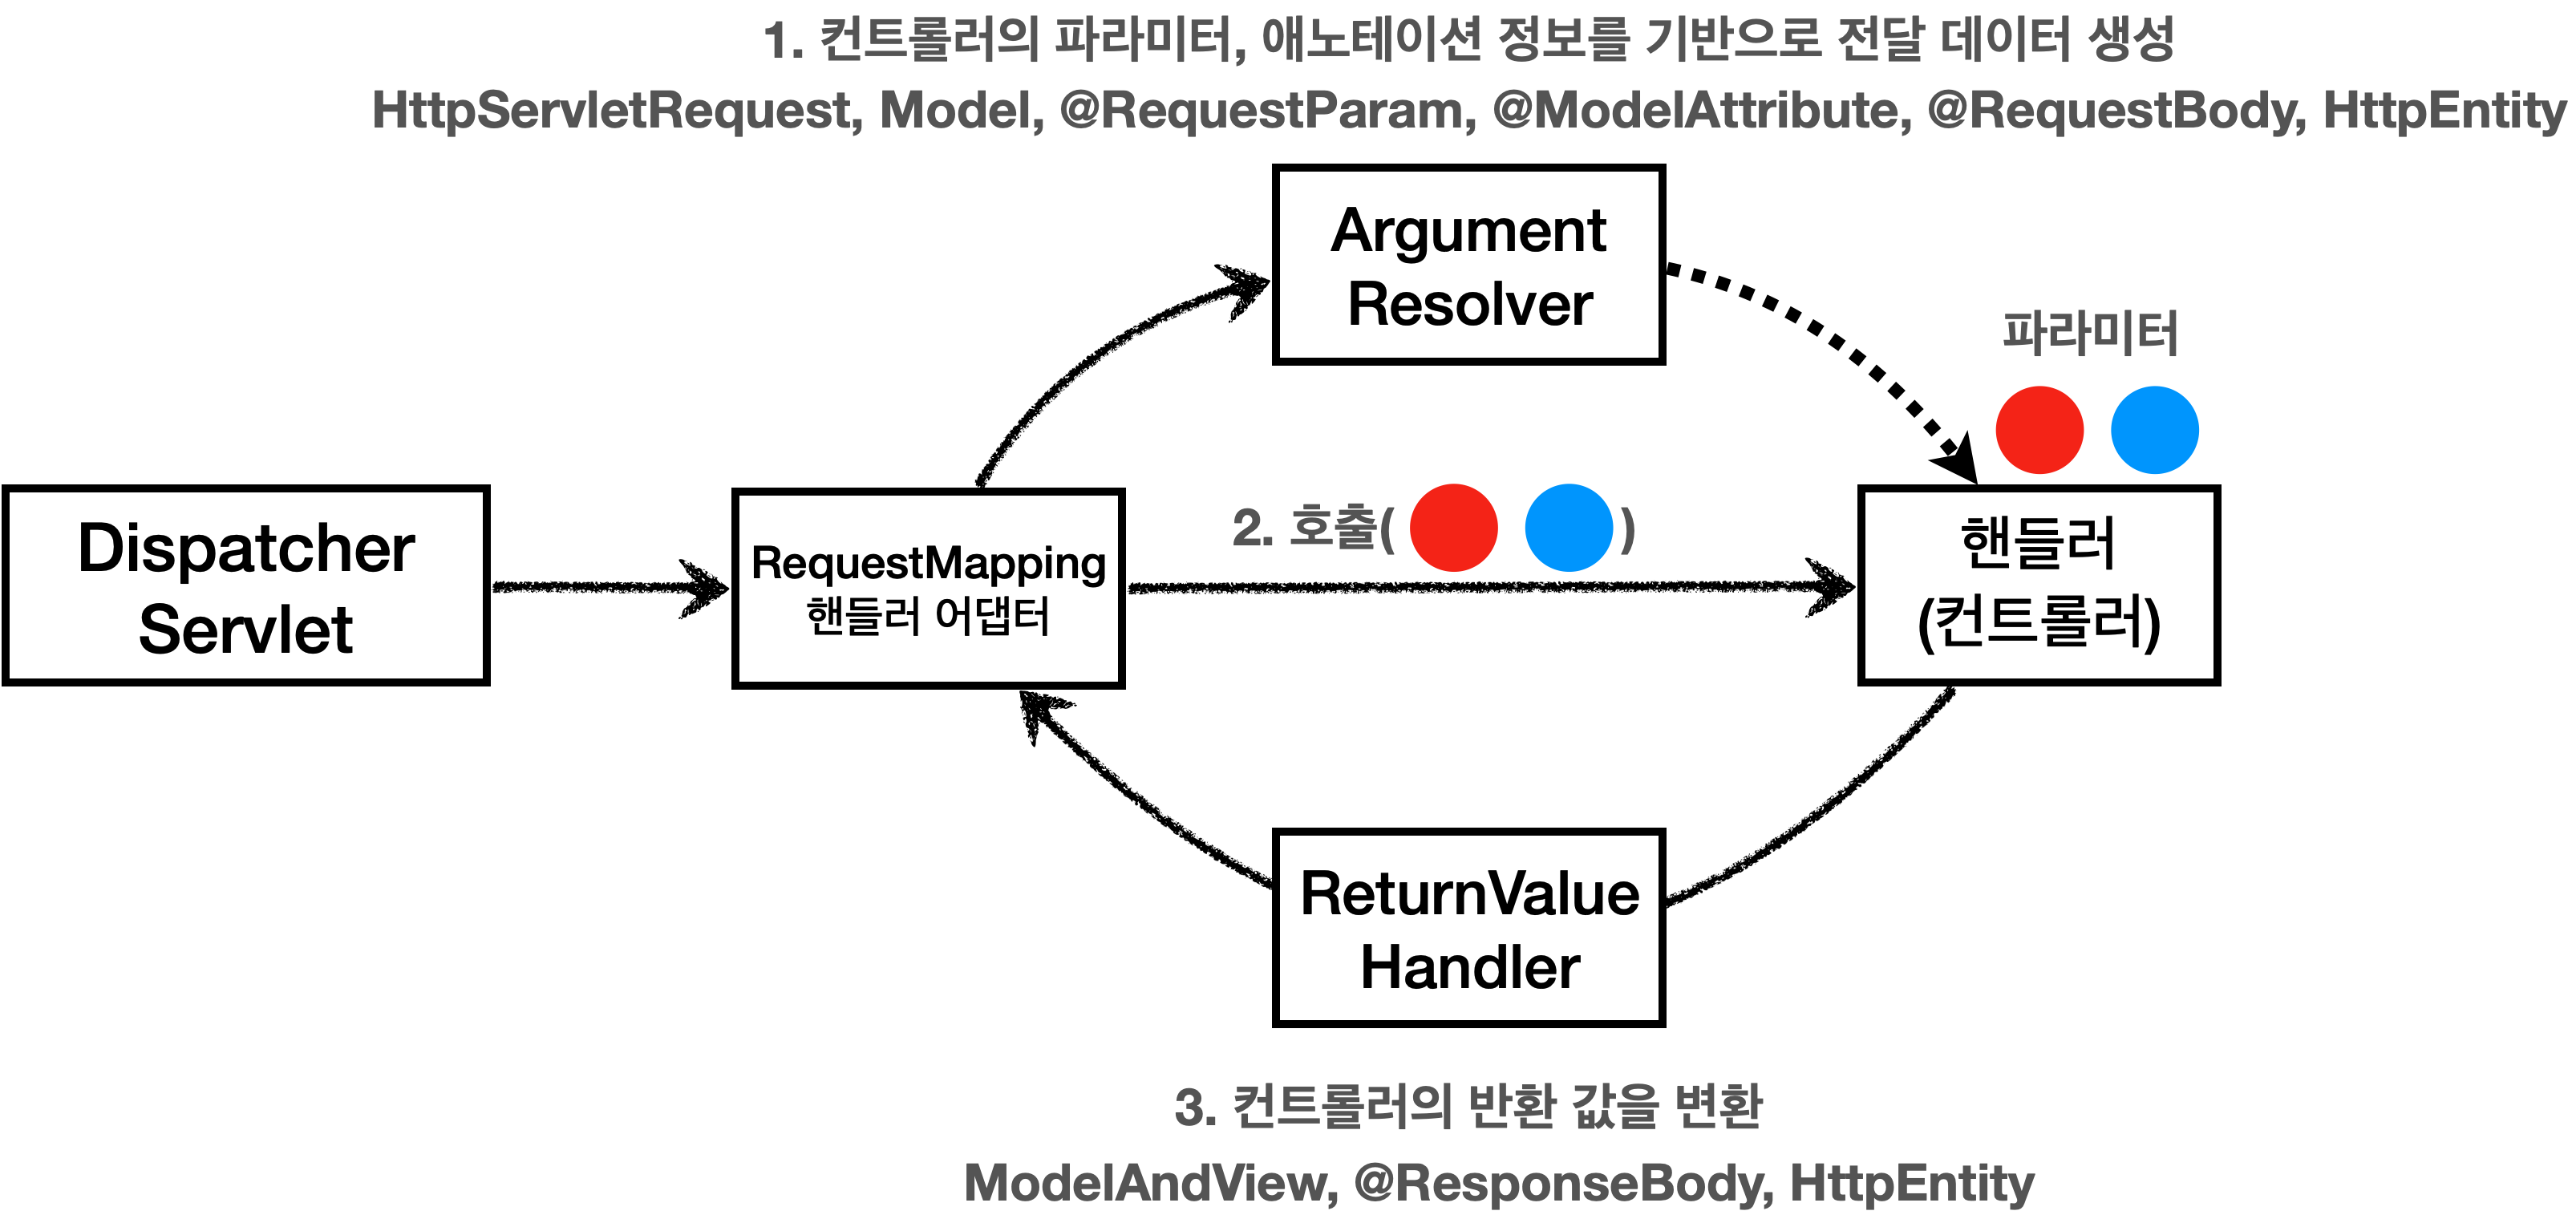 1. 컨트롤러의 파라미터, 애노테이션 정보를 기반으로 전달 데이터 생성
HttpServletRequest, Model, @RequestParam, @ModelAttribute, @RequestBody, HttpEntity
Argument
Resolver
파라미터
Dispatcher
Servlet
RequestMapping
핸들러 어댑터
2. 호출( )
핸들러
(컨트롤러)
ReturnValue
Handler
3. 컨트롤러의 반환 값을 변환
ModelAndView, @ResponseBody, HttpEntity